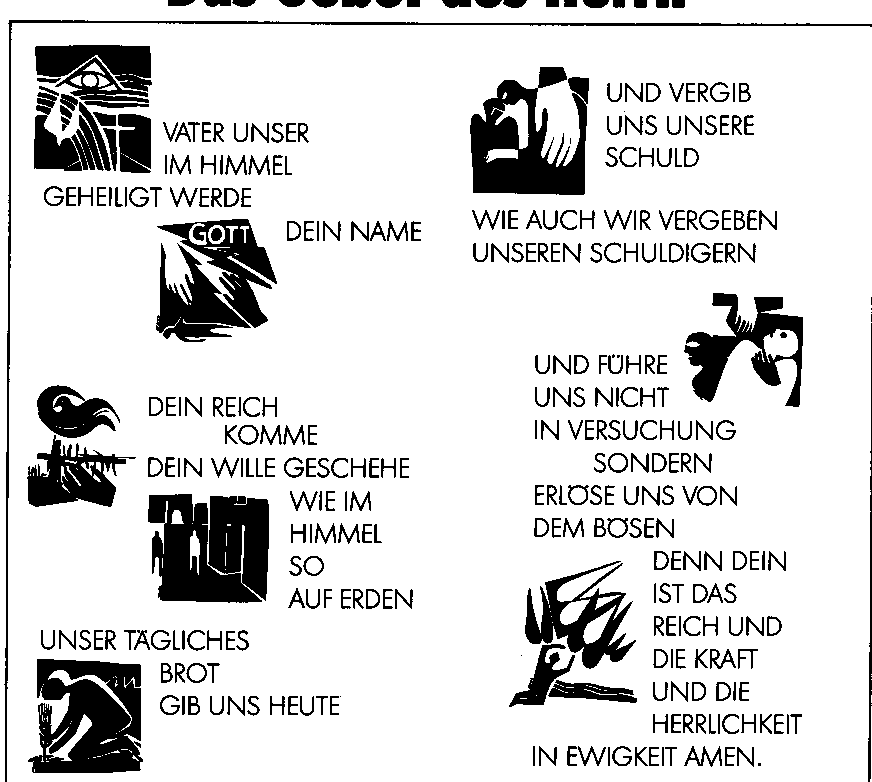 VATER UNSER
IM HIMMEL
GEHEILIGT WERDE
GOTT
DEIN NAME
DEIN REICH
KOMME
DEIN WILLE GESCHEHE
WIE IM
HIMMEL
SO
AUF ERDEN
UNSER TÄGLICHES
BROT
GIB UNS HEUTE
UND VERGIB
UNS UNSERE
SCHULD
WIE AUCH WIR VERGEBEN
UNSEREN SCHULDIGERN
UND FÜHRE
UNS NICHT
IN VERSUCHUNG
SONDERN
ERLÖSE UNS VON
DEM BÖSEN
DENN DEIN
IST DAS
REICH UND
DIE KRAFT
UND DIE
HERRLICHKEIT
IN EWIGKEIT AMEN.